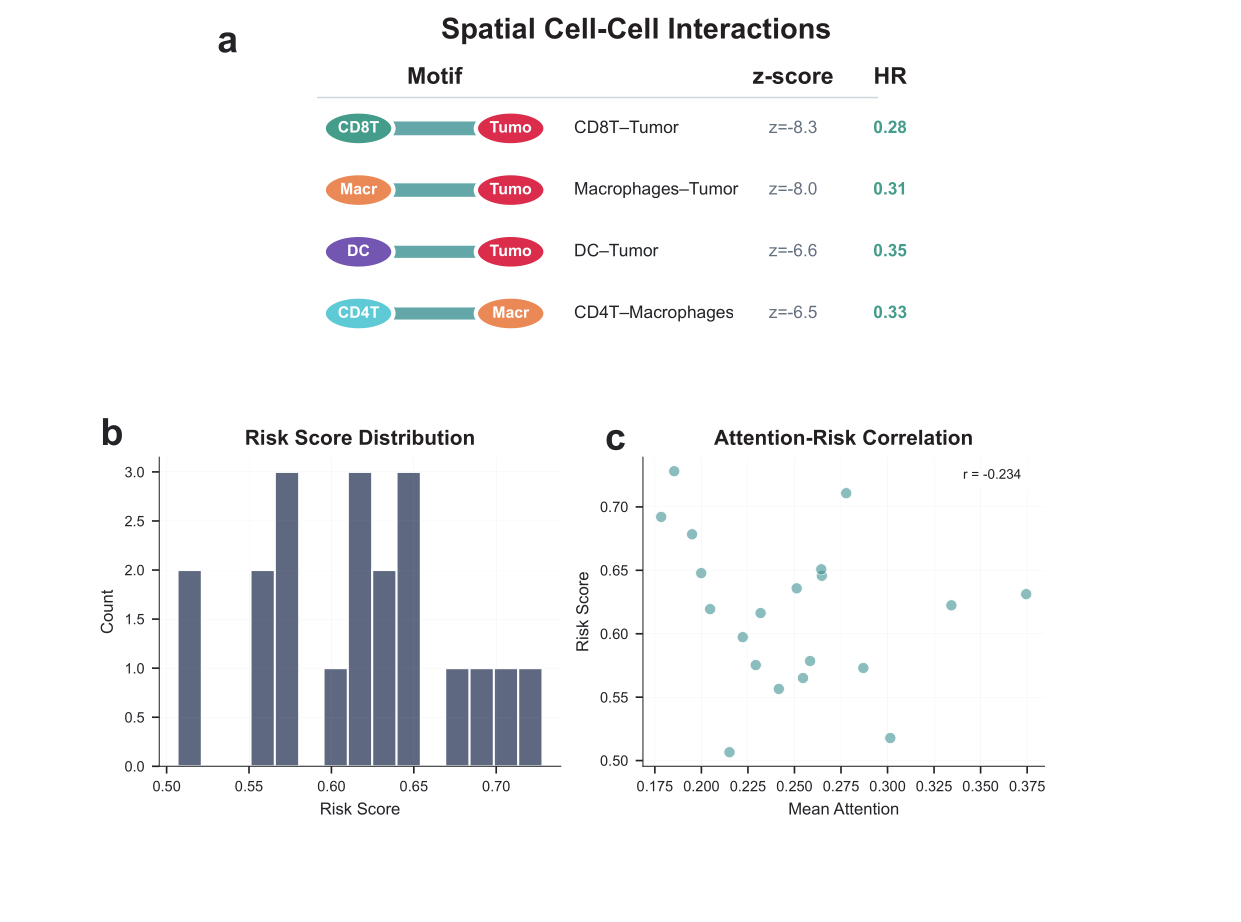 a
Spatial Cell-Cell Interactions
Motif z-score HR
CD8T Tumo CD8T–Tumor z=-8.3 0.28
Macr Tumo Macrophages–Tumor z=-8.0 0.31
DC Tumo DC–Tumor z=-6.6 0.35
CD4T Macr CD4T–Macrophages z=-6.5 0.33
b
Risk Score Distribution
3.0
2.5
2.0
1.5
1.0
0.5
0.0
Count
0.50 0.55 0.60 0.65 0.70
Risk Score
c
Attention-Risk Correlation
r = -0.234
0.70
0.65
0.60
0.55
0.50
Risk Score
0.175 0.200 0.225 0.250 0.275 0.300 0.325 0.350 0.375
Mean Attention